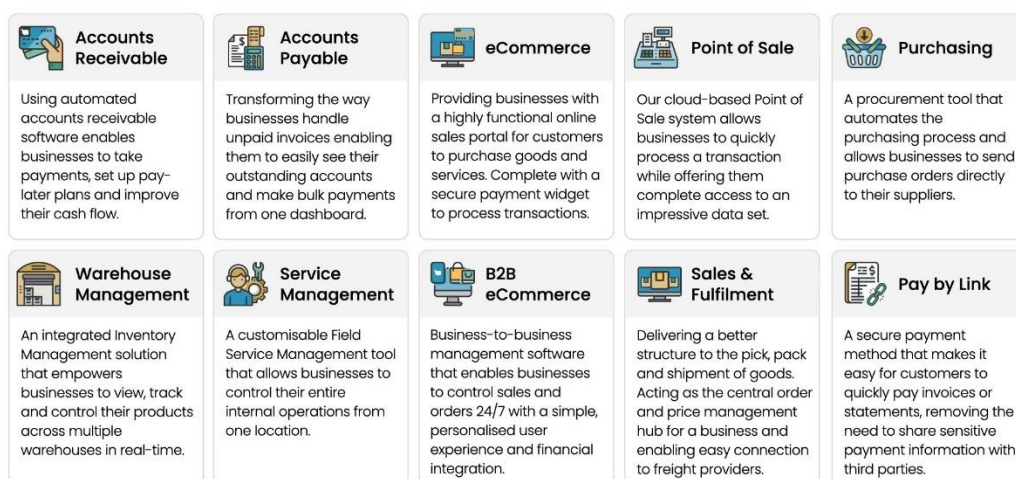 Accounts
Receivable
Using automated
accounts receivable
software enables
businesses to take
payments, set up pay-
later plans and improve
their cash flow.
Accounts
Payable
Transforming the way
businesses handle
unpaid invoices enabling
them to easily see their
outstanding accounts
and make bulk payments
from one dashboard.
eCommerce
Providing businesses with
a highly functional online
sales portal for customers
to purchase goods and
services. Complete with a
secure payment widget
to process transactions.
Point of Sale
Our cloud-based Point of
Sale system allows
businesses to quickly
process a transaction
while offering them
complete access to an
impressive data set.
Purchasing
A procurement tool that
automates the
purchasing process and
allows businesses to send
purchase orders directly
to their suppliers.
Warehouse
Management
An integrated Inventory
Management solution
that empowers
businesses to view, track
and control their products
across multiple
warehouses in real-time.
Service
Management
A customisable Field
Service Management tool
that allows businesses to
control their entire
internal operations from
one location.
B2B
eCommerce
Business-to-business
management software
that enables businesses
to control sales and
orders 24/7 with a simple,
personalised user
experience and financial
integration.
Sales &
Fulfilment
Delivering a better
structure to the pick, pack
and shipment of goods.
Acting as the central order
and price management
hub for a business and
enabling easy connection
to freight providers.
Pay by Link
A secure payment
method that makes it
easy for customers to
quickly pay invoices or
statements, removing the
need to share sensitive
payment information with
third parties.